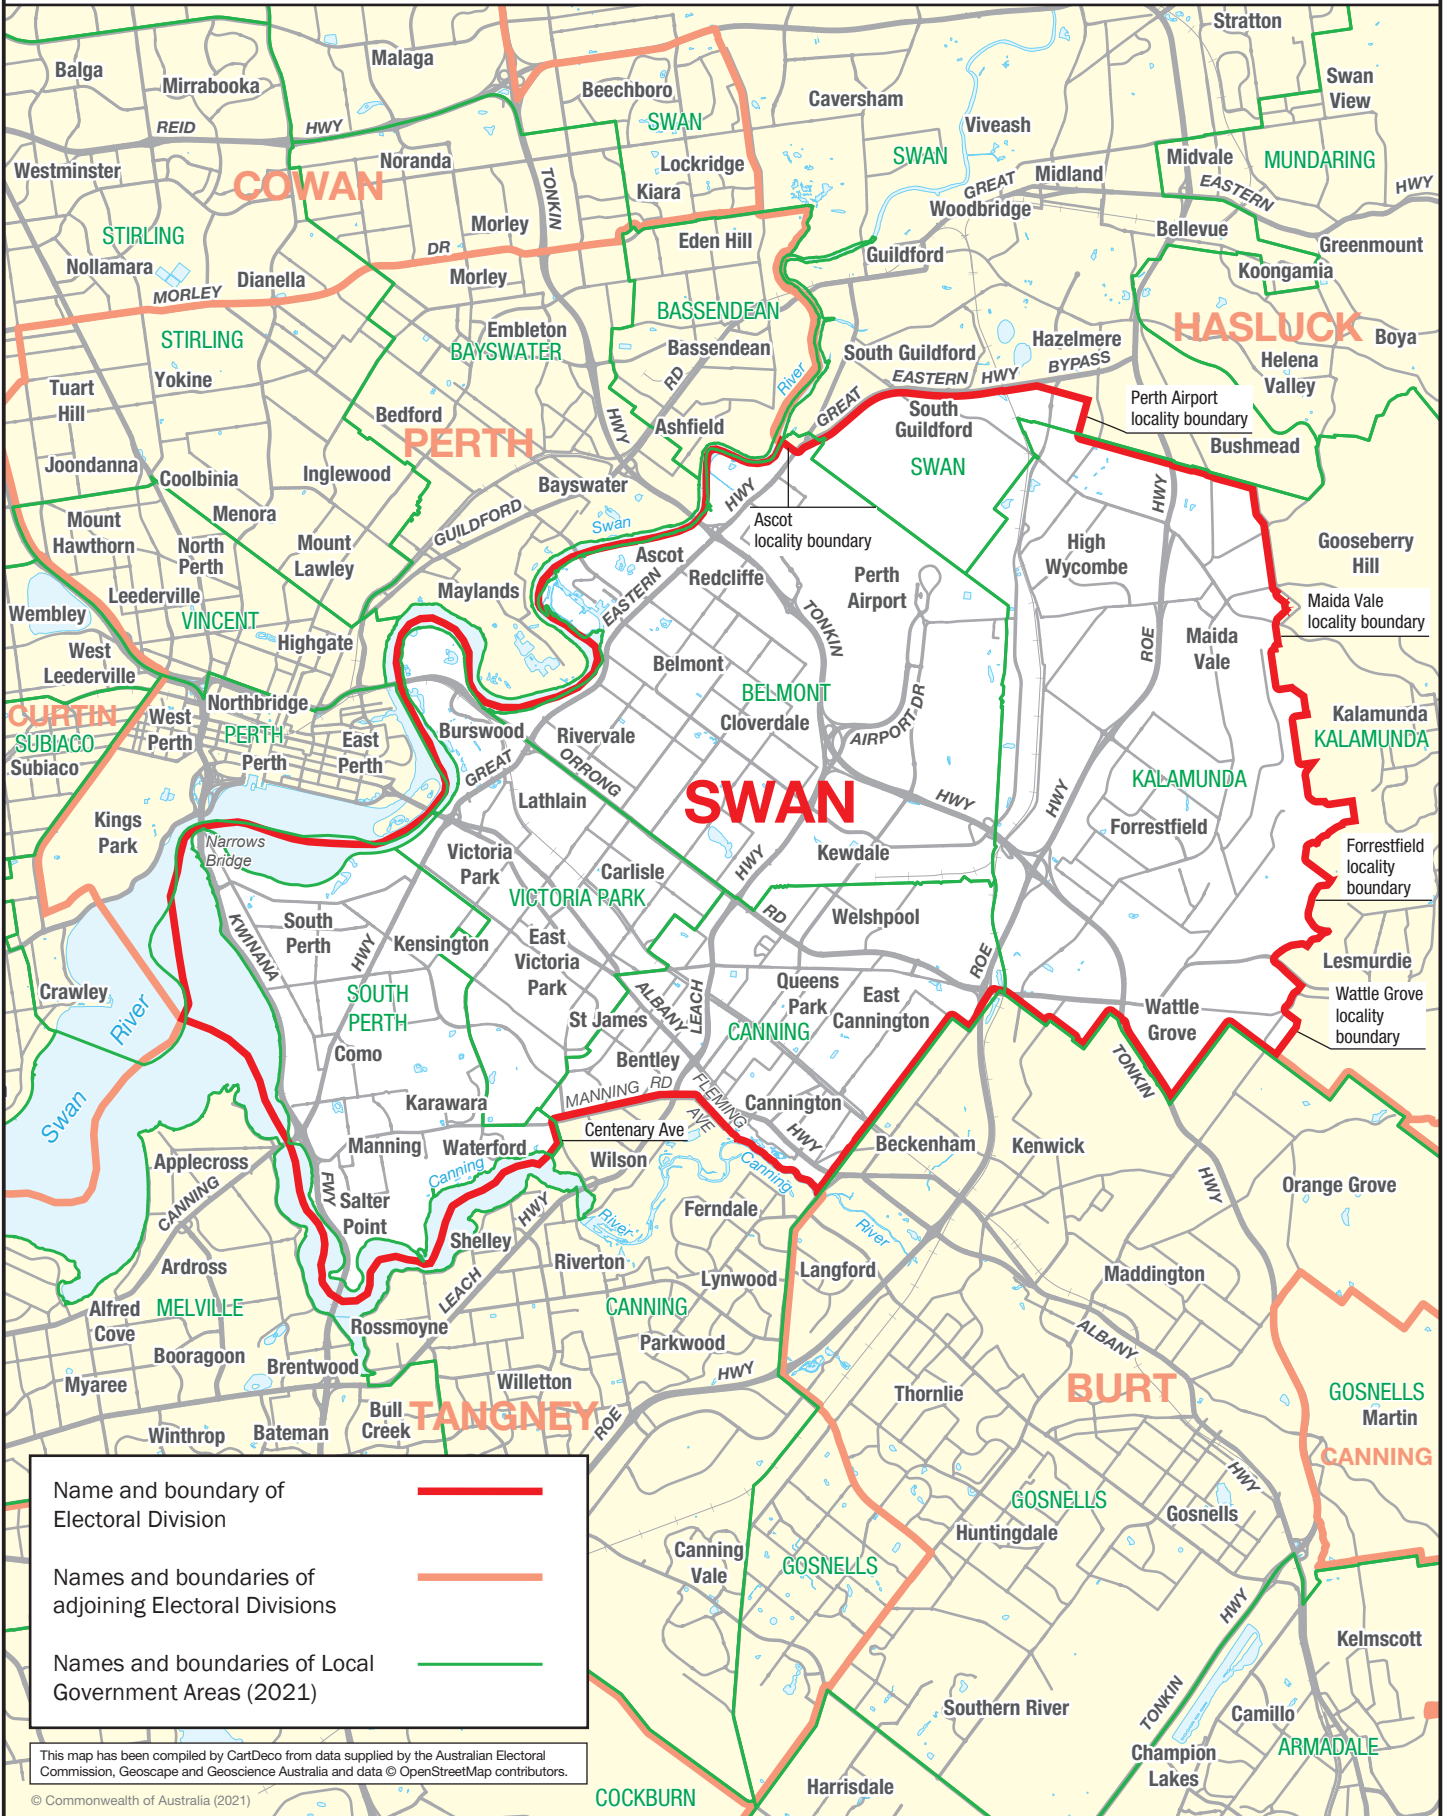 Stratton
Malaga
Balga
Mirrabooka
Swan
View
Beechboro
Caversham
SWAN
Viveash
REID
HWY
Westminster
Noranda
Lockridge
SWAN
Midvale
MUNDARING
COWAN
Kiara
Midland
GREAT
EASTERN
HWY
TONKIN
Woodbridge
STIRLING
Morley
Eden Hill
Bellevue
Greenmount
DR
Nollamara
Dianella
Morley
Guildford
Koongamia
MORLEY
BASSENDEAN
STIRLING
Embleton
BAYSWATER
Bassendean
South Guildford
Hazelmere
HASLUCK
Boya
Helena
Valley
BYPASS
Yokine
Tuart
Hill
RD
River
EASTERN
HWY
GREAT
Perth Airport
locality boundary
Bedford
PERTH
HWY
Ashfield
South
Guildford
Bushmead
Joondanna
Coolbinia
Inglewood
SWAN
Bayswater
HWY
HWY
Menora
GUILDFORD
Mount
Hawthorn
North
Perth
Mount
Lawley
Swan
Ascot
locality boundary
Ascot
High
Wycombe
Gooseberry
Hill
Redcliffe
Perth
Airport
Leederville
Maylands
EASTERN
TONKIN
Maida Vale
locality boundary
Wembley
VINCENT
Highgate
ROE
Maida
Vale
West
Leederville
Belmont
BELMONT
Northbridge
CURTIN
West
Perth
PERTH
Perth
SUBIACO
Subiaco
East
Perth
Burswood
Rivervale
Cloverdale
AIRPORT DR
Kalamunda
KALAMUNDA
GREAT
ORRONG
KALAMUNDA
Lathlain
SWAN
HWY
HWY
Kings
Park
Narrows
Bridge
Forrestfield
Victoria
Park
Carlisle
HWY
Kewdale
Forrestfield
locality
boundary
VICTORIA PARK
RD
Welshpool
South
Perth
KWINANA
HWY
Kensington
East
Victoria
Park
ROE
Lesmurdie
Crawley
SOUTH
PERTH
ALBANY
LEACH
Queens
Park
East
Cannington
Wattle
Grove
Wattle Grove
locality
boundary
River
St James
CANNING
Como
Bentley
TONKIN
Swan
Karawara
MANNING RD
FLEMING
AVE
Cannington
HWY
Centenary Ave
Manning
Waterford
Beckenham
Kenwick
Applecross
Canning
Wilson
Canning
CANNING
FWY
Salter
Point
HWY
Ferndale
HWY
Orange Grove
River
River
Shelley
Ardross
Riverton
Lynwood
Langford
Maddington
LEACH
Alfred
Cove
MELVILLE
CANNING
Rossmoyne
Parkwood
ALBANY
Booragoon
Brentwood
Myaree
HWY
Willetton
Thornlie
BURT
GOSNELLS
Martin
Bull
Creek
TANGNEY
ROE
Winthrop
Bateman
CANNING
HWY
Name and boundary of
Electoral Division
GOSNELLS
Gosnells
Huntingdale
Canning
Vale
GOSNELLS
Names and boundaries of
adjoining Electoral Divisions
HWY
Kelmscott
Names and boundaries of Local
Government Areas (2021)
TONKIN
Southern River
Camillo
ARMADALE
Champion
Lakes
This map has been compiled by CartDeco from data supplied by the Australian Electoral
Commission, Geoscape and Geoscience Australia and data © OpenStreetMap contributors.
Harrisdale
COCKBURN
© Commonwealth of Australia (2021)